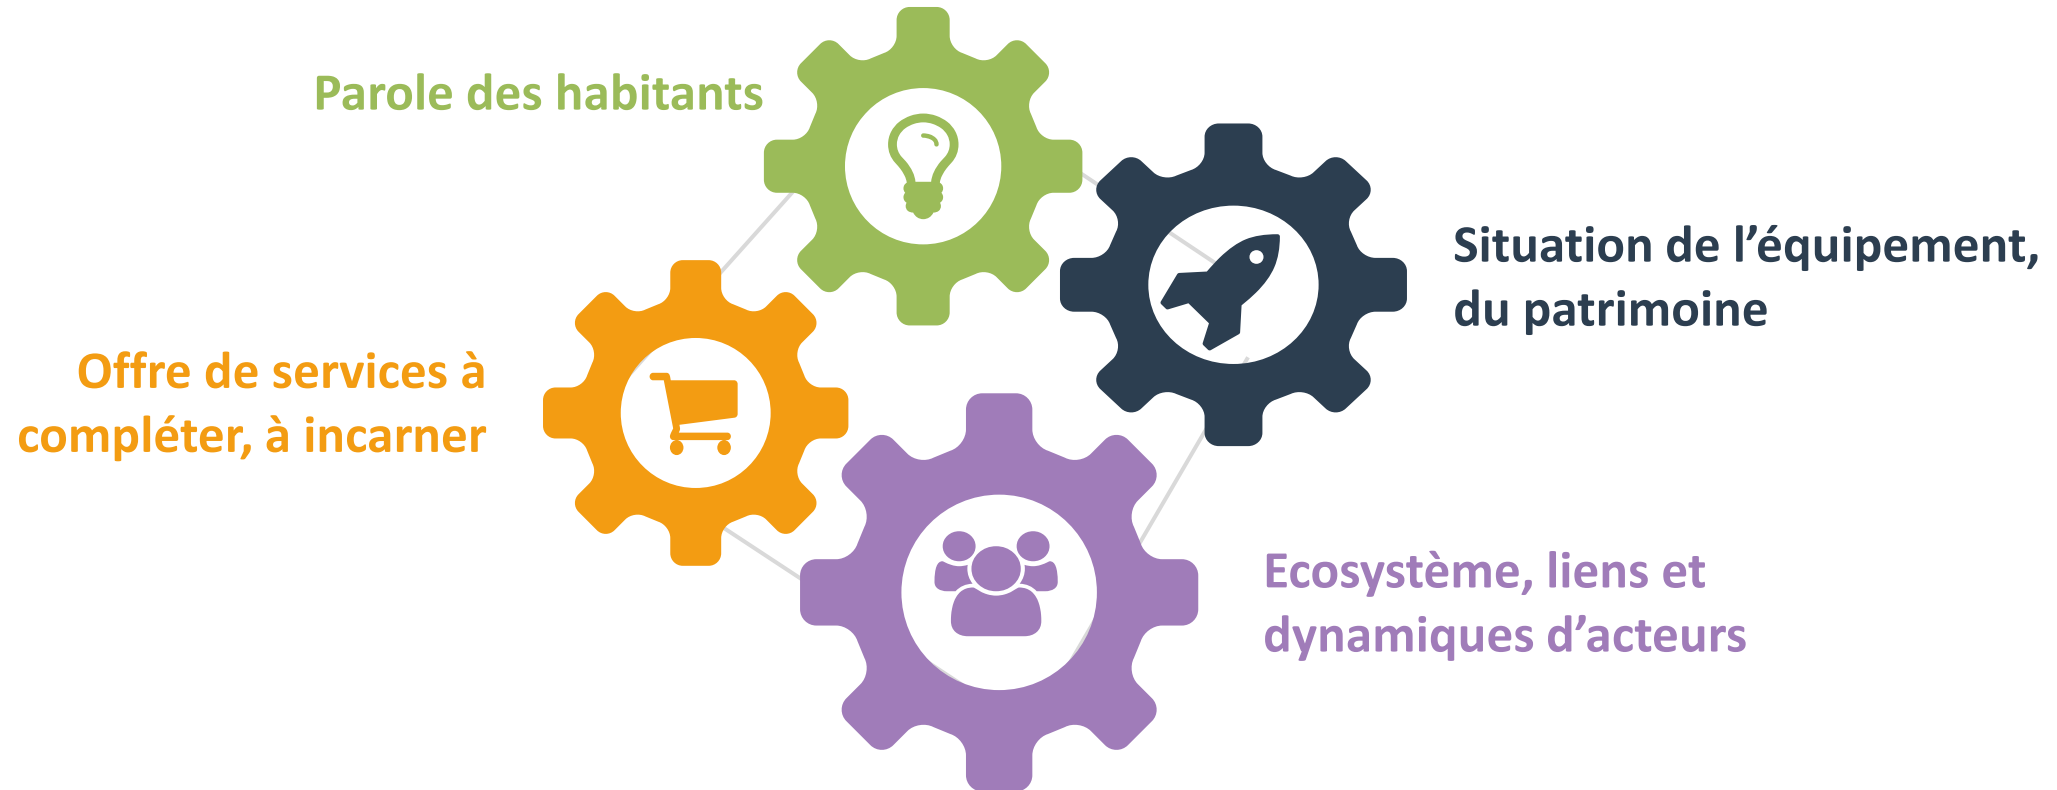 Parole des habitants
Situation de l’équipement,
du patrimoine
Offre de services à
compléter, à incarner
Ecosystème, liens et
dynamiques d’acteurs